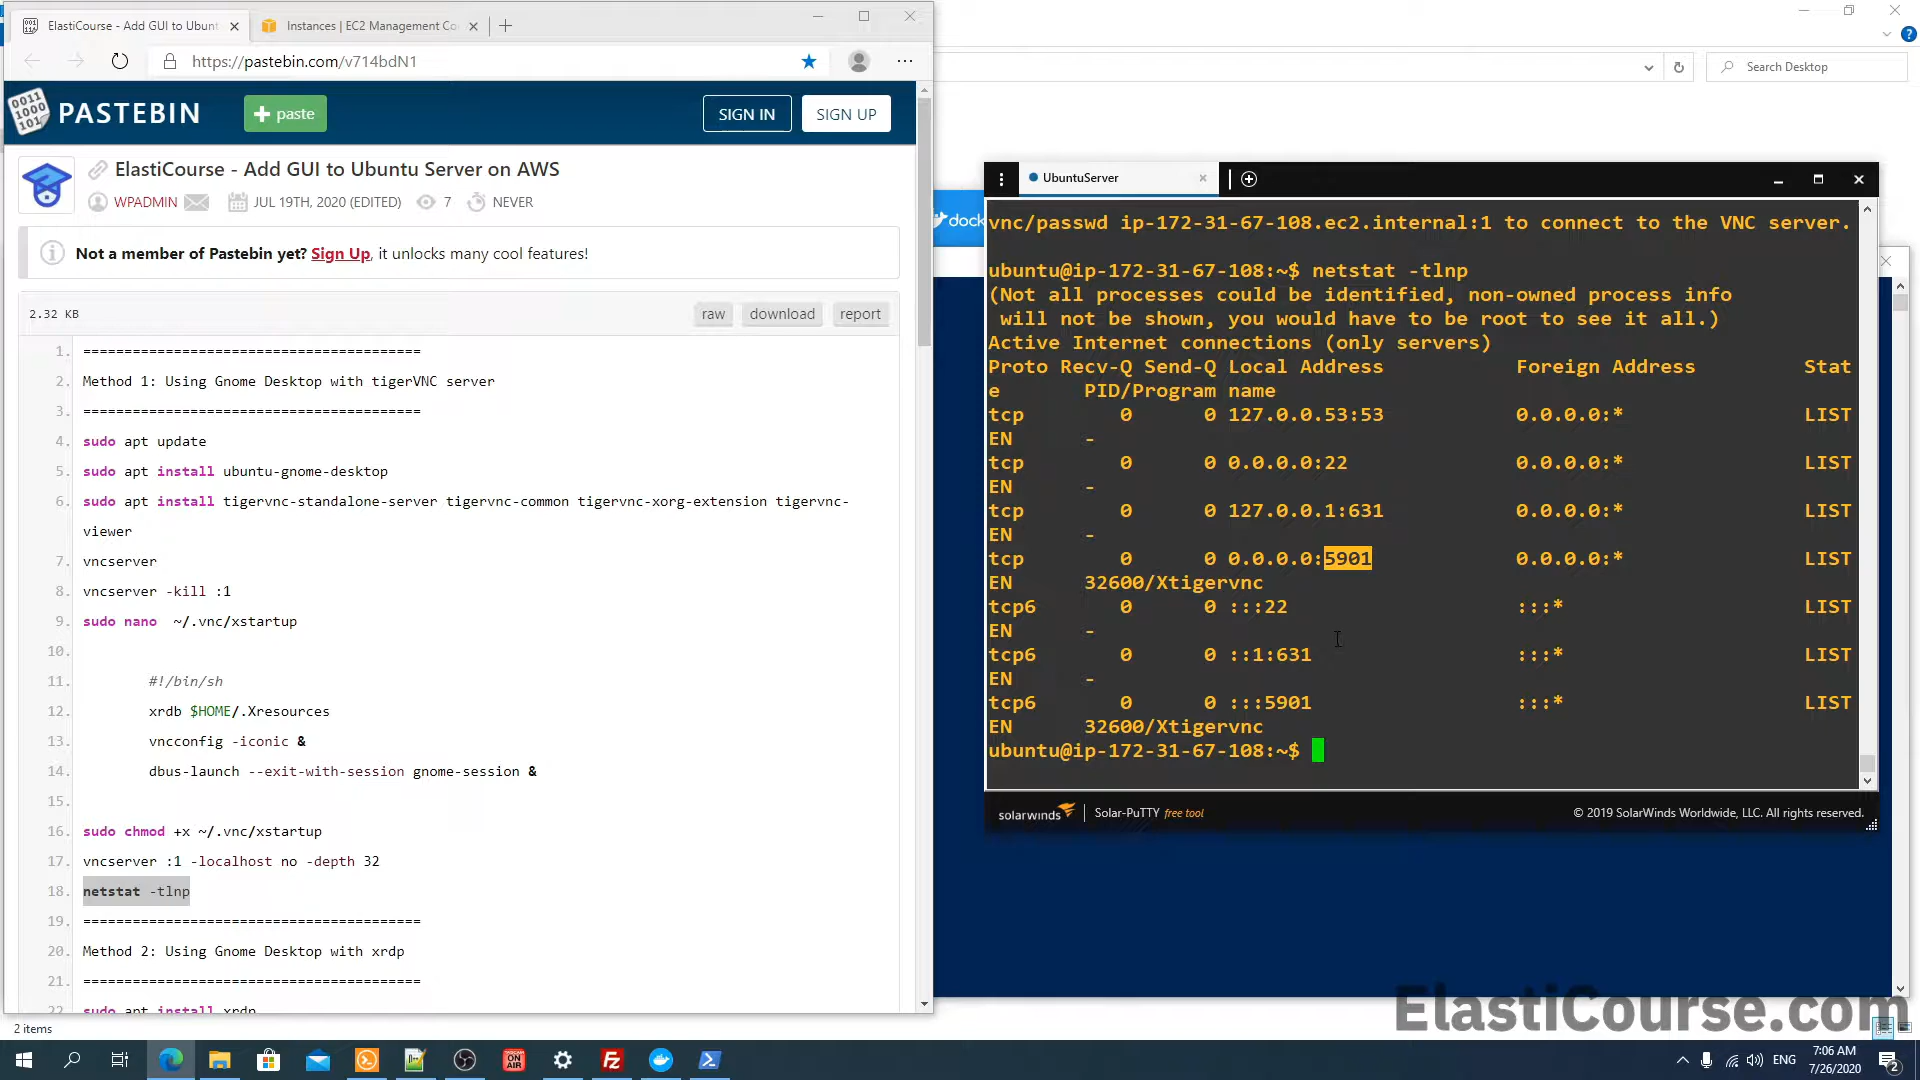 ElastiCourse - Add GUI to Ubunt
Instances | EC2 Management Co
https://pastebin.com/v714bdN1
Search Desktop
0011
1000
101
PASTEBIN
paste
SIGN IN
SIGN UP
ElastiCourse - Add GUI to Ubuntu Server on AWS
WPADMIN
JUL 19TH, 2020 (EDITED)
7
NEVER
Not a member of Pastebin yet? Sign Up, it unlocks many cool features!
2.32 KB
raw
download
report
1. =========================================
2. Method 1: Using Gnome Desktop with tigerVNC server
3. =========================================
4. sudo apt update
5. sudo apt install ubuntu-gnome-desktop
6. sudo apt install tigervnc-standalone-server tigervnc-common tigervnc-xorg-extension tigervnc-
viewer
7. vncserver
8. vncserver -kill :1
9. sudo nano  ~/.vnc/xstartup
10.
11. #!/bin/sh
12. xrdb $HOME/.Xresources
13. vncconfig -iconic &
14. dbus-launch --exit-with-session gnome-session &
15.
16. sudo chmod +x ~/.vnc/xstartup
17. vncserver :1 -localhost no -depth 32
18. netstat -tlnp
19. =========================================
20. Method 2: Using Gnome Desktop with xrdp
21. =========================================
22. sudo apt install xrdp
dock
UbuntuServer
vnc/passwd ip-172-31-67-108.ec2.internal:1 to connect to the VNC server.
ubuntu@ip-172-31-67-108:~$ netstat -tlnp
(Not all processes could be identified, non-owned process info
will not be shown, you would have to be root to see it all.)
Active Internet connections (only servers)
Proto Recv-Q Send-Q Local Address Foreign Address Stat
e PID/Program name
tcp 0 0 127.0.0.53:53 0.0.0.0:* LIST
EN -
tcp 0 0 0.0.0.0:22 0.0.0.0:* LIST
EN -
tcp 0 0 127.0.0.1:631 0.0.0.0:* LIST
EN -
tcp 0 0 0.0.0.0:5901 0.0.0.0:* LIST
EN 32600/Xtigervnc
tcp6 0 0 :::22 :::* LIST
EN -
tcp6 0 0 ::1:631 :::* LIST
EN -
tcp6 0 0 :::5901 :::* LIST
EN 32600/Xtigervnc
ubuntu@ip-172-31-67-108:~$
solarwinds
Solar-PuTTY free tool
© 2019 SolarWinds Worldwide, LLC. All rights reserved.
ElastiCourse.com
2 items
ON
AIR
Fz
ENG
7:06 AM
7/26/2020
2